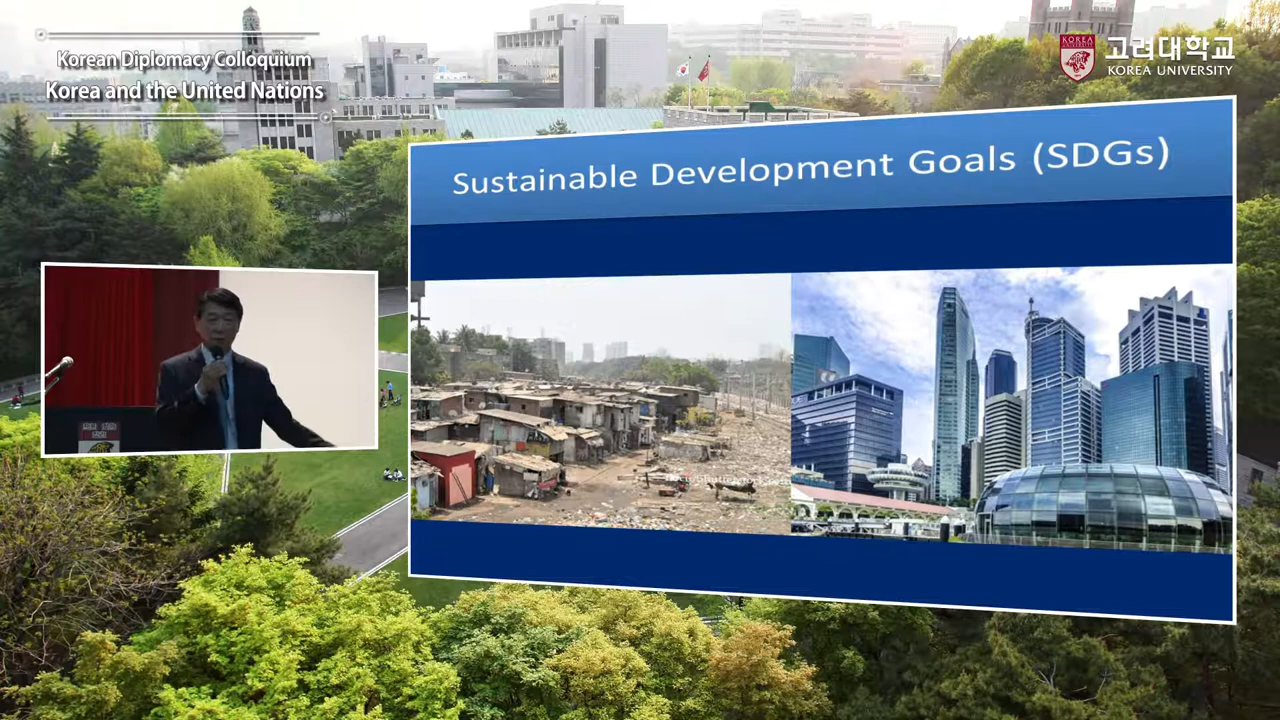 Korean Diplomacy Colloquium
Korea and the United Nations
KOREA
고려대학교
KOREA UNIVERSITY
Sustainable Development Goals (SDGs)